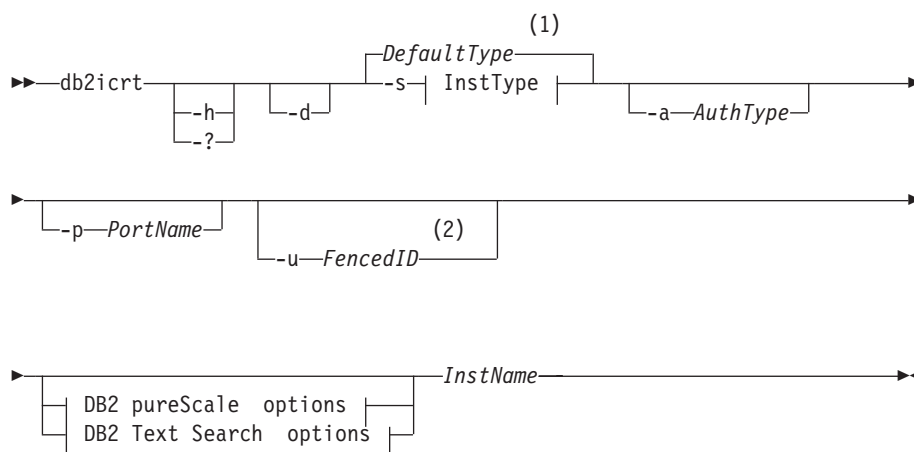 (1)
DefaultType
db2icrt -s InstType
-h -d -a AuthType
-?
-p PortName (2)
-u FencedID
InstName
DB2 pureScale options
DB2 Text Search options